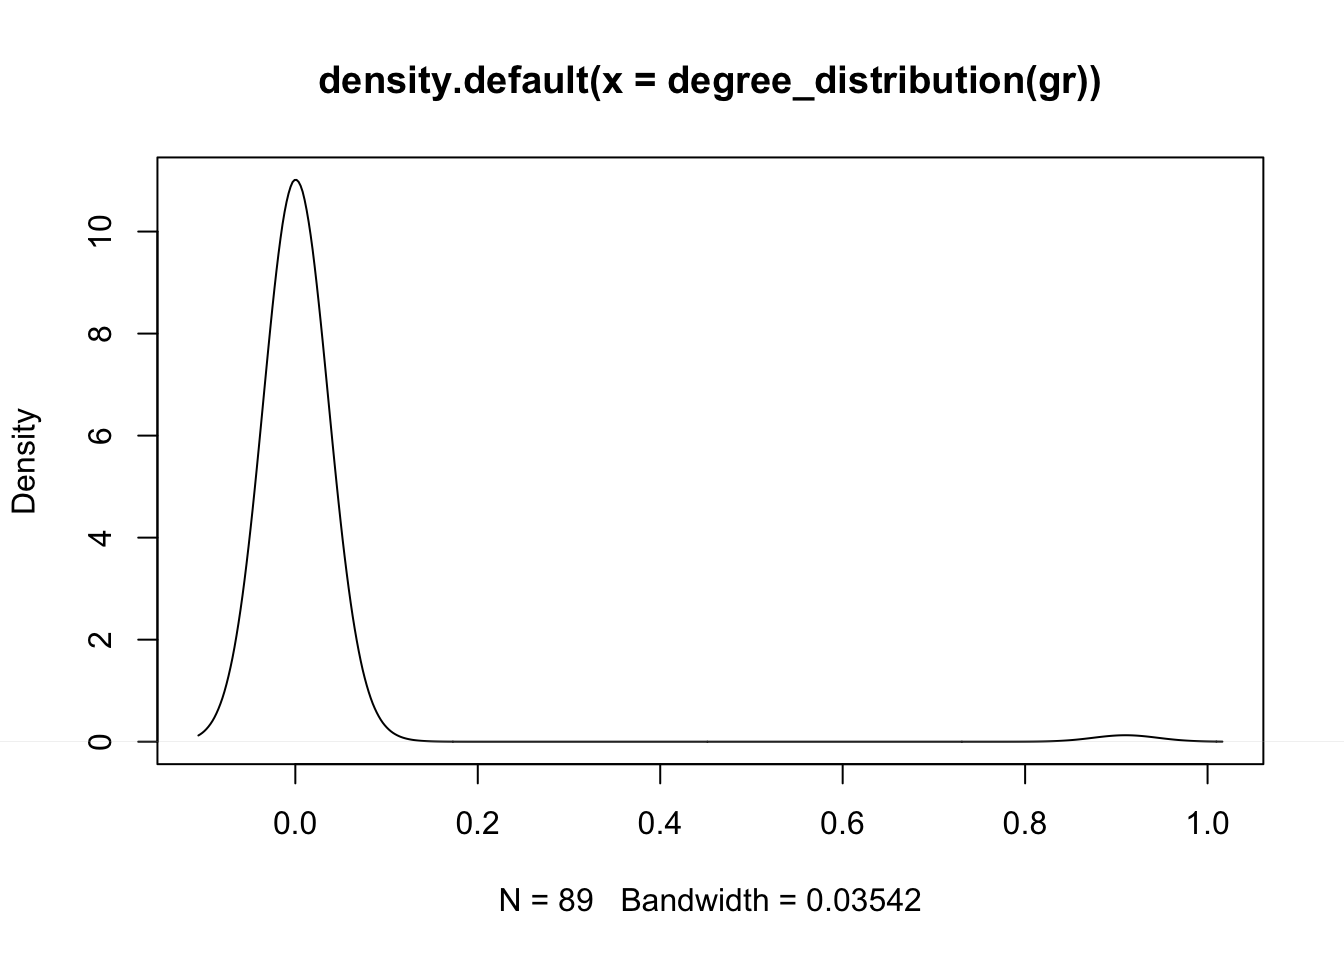 density.default(x = degree_distribution(gr))
Density
10
8
6
4
2
0
0.0 0.2 0.4 0.6 0.8 1.0
N = 89 Bandwidth = 0.03542